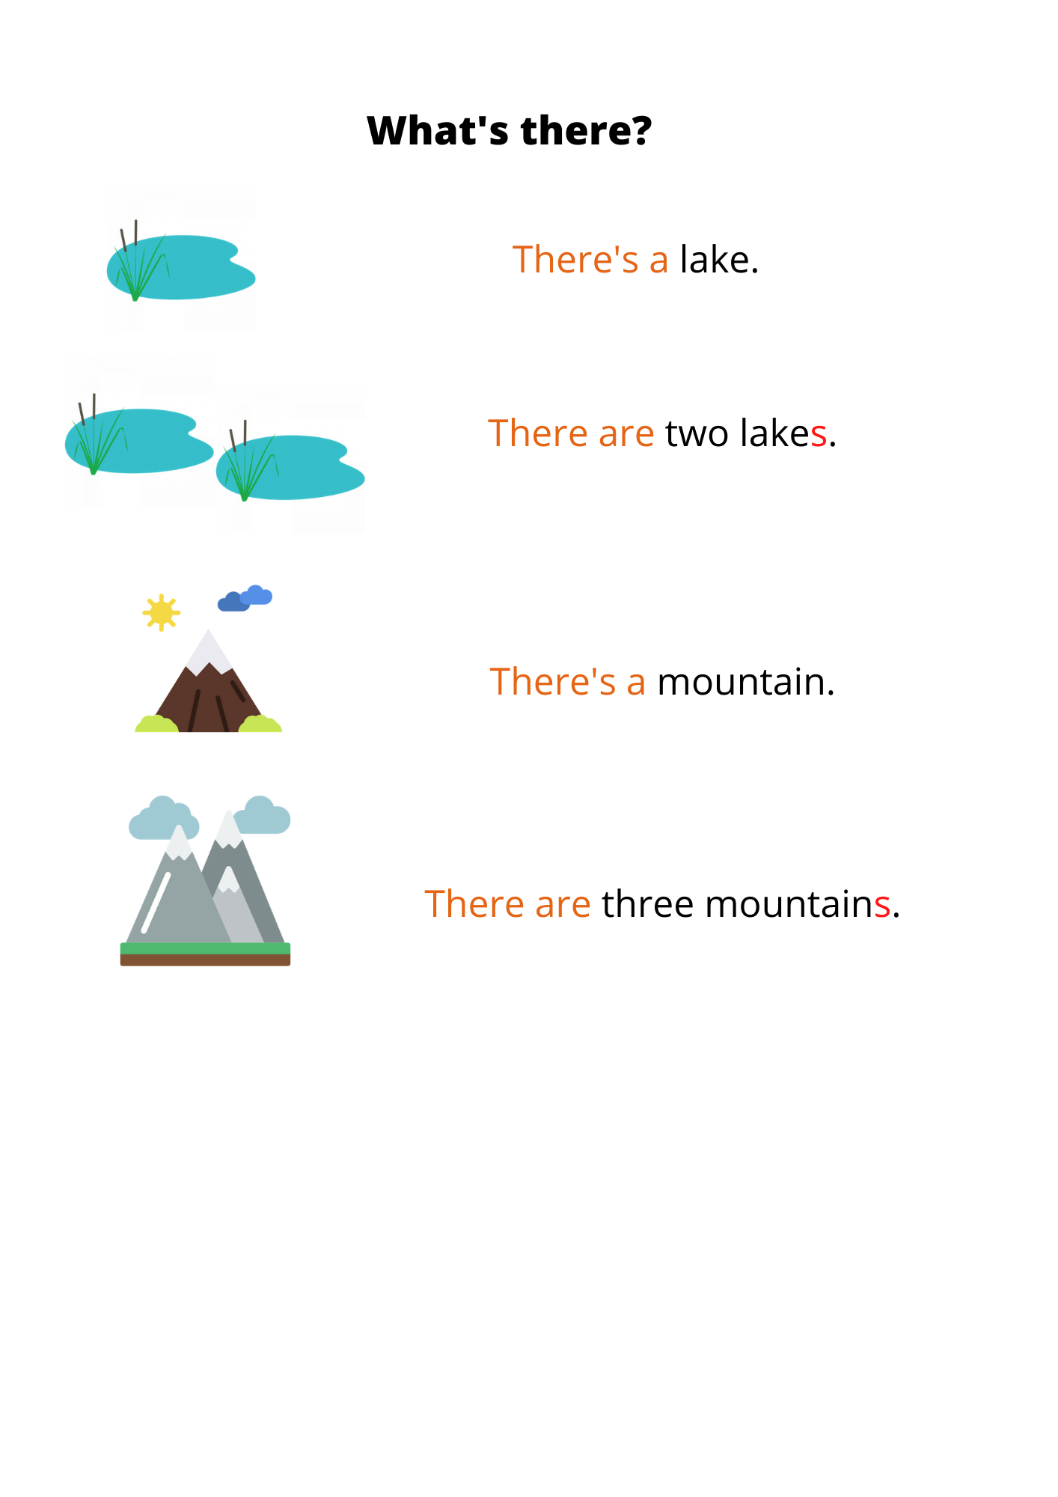 What's there?
There's a lake.
There are two lakes.
There's a mountain.
There are three mountains.